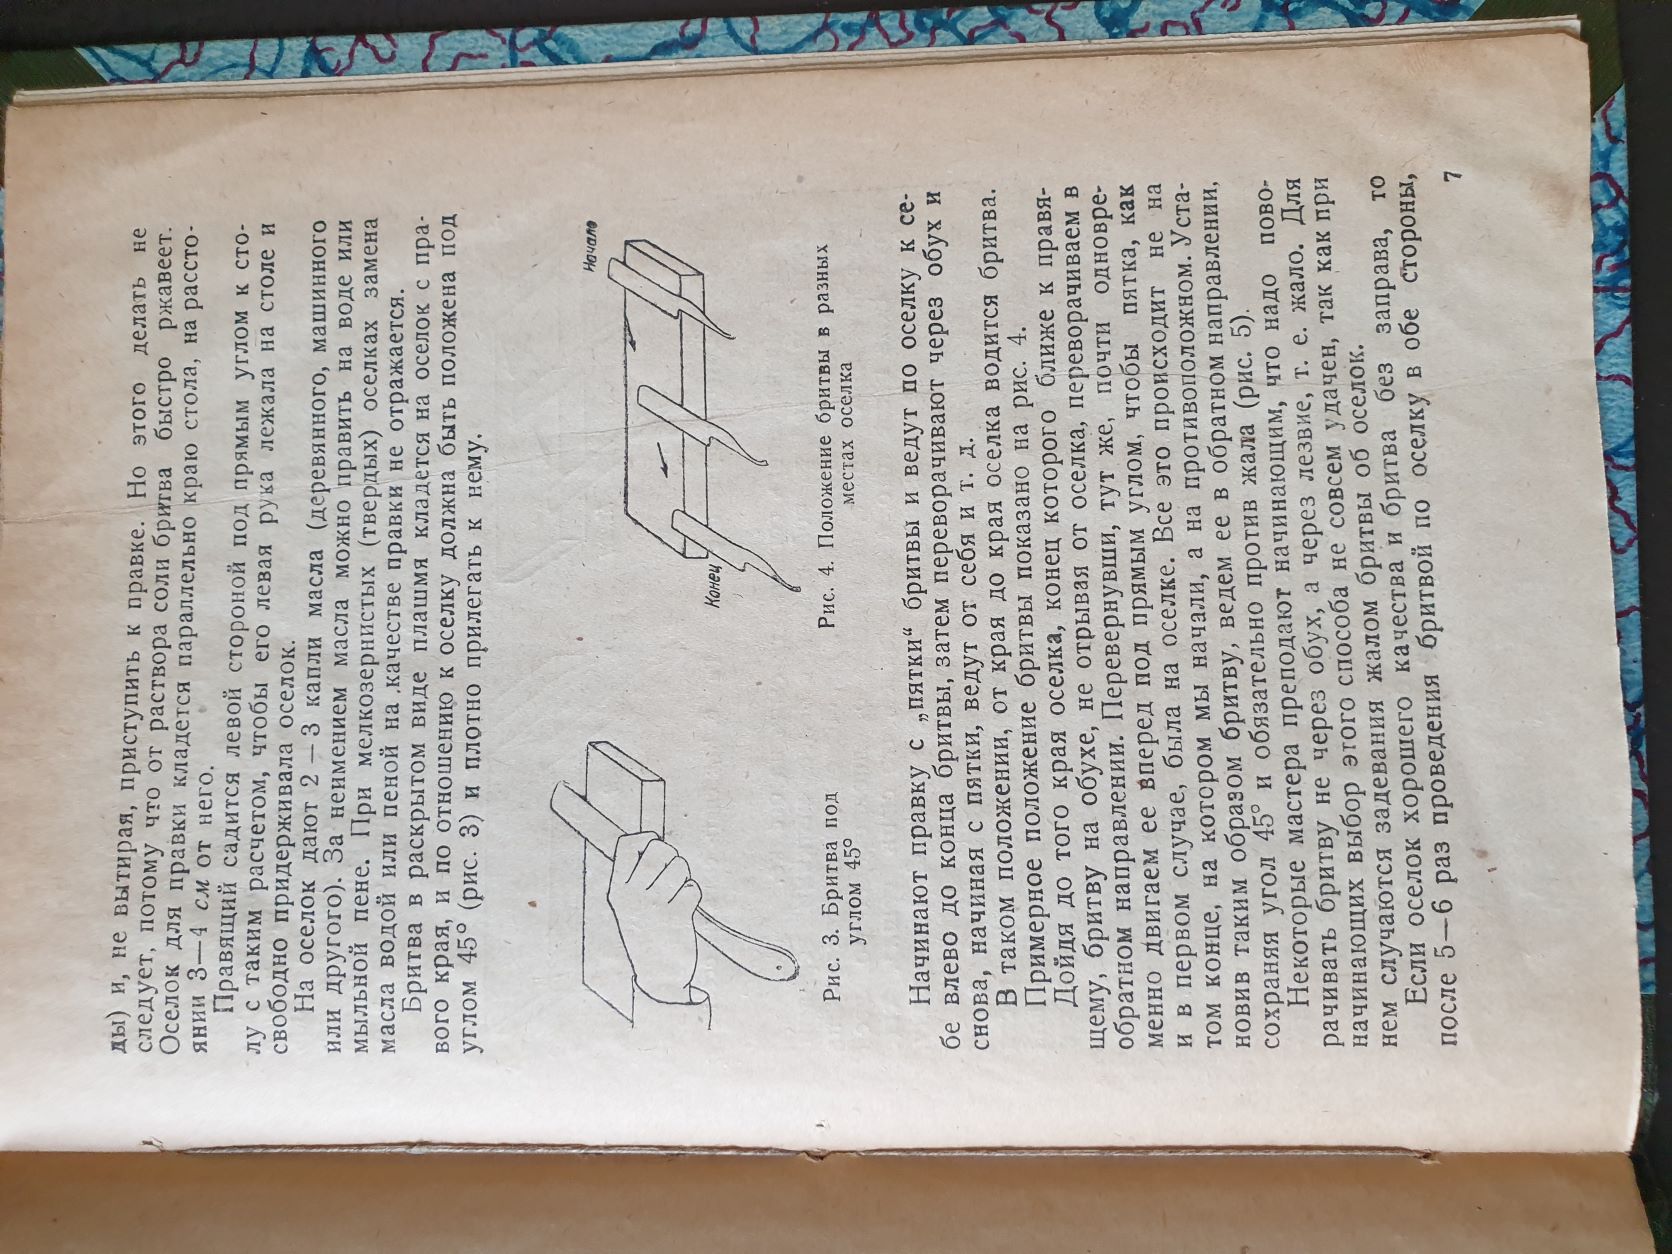 ды) и, не вытирая, приступить к правке. Но этого делать не
следует, потому что от раствора соли бритва быстро ржавеет.
Оселок для правки кладется параллельно краю стола, на рассто-
янии 3—4 см от него.
Правящий садится левой стороной под прямым углом к сто-
лу с таким расчетом, чтобы его левая рука лежала на столе и
свободно придерживала оселок.
На оселок дают 2—3 капли масла (деревянного, машинного
или другого). За неимением масла можно править на воде или
мыльной пене. При мелкозернистых (твердых) оселках замена
масла водой или пеной на качестве правки не отражается.
Бритва в раскрытом виде плашмя кладется на оселок с пра-
вого края, и по отношению к оселку должна быть положена под
углом 45° (рис. 3) и плотно прилегать к нему.
Начало
Конец
Рис. 3. Бритва под
углом 45°
Рис. 4. Положение бритвы в разных
местах оселка
Начинают правку с „пятки“ бритвы и ведут по оселку к се-
бе влево до конца бритвы, затем переворачивают через обух и
снова, начиная с пятки, ведут от себя и т. д.
В таком положении, от края до края оселка водится бритва.
Примерное положение бритвы показано на рис. 4.
Дойдя до того края оселка, конец которого ближе к правя-
щему, бритву на обухе, не отрывая от оселка, переворачиваем в
обратном направлении. Перевернувши, тут же, почти одновре-
менно двигаем ее вперед под прямым углом, чтобы пятка, как
и в первом случае, была на оселке. Все это происходит не на
том конце, на котором мы начали, а на противоположном. Уста-
новив таким образом бритву, ведем ее в обратном направлении,
сохраняя угол 45° и обязательно против жала (рис. 5).
Некоторые мастера преподают начинающим, что надо пово-
рачивать бритву не через обух, а через лезвие, т. е. жало. Для
начинающих выбор этого способа не совсем удачен, так как при
нем случаются задевания жалом бритвы об оселок.
Если оселок хорошего качества и бритва без заправа, то
после 5—6 раз проведения бритвой по оселку в обе стороны,
7